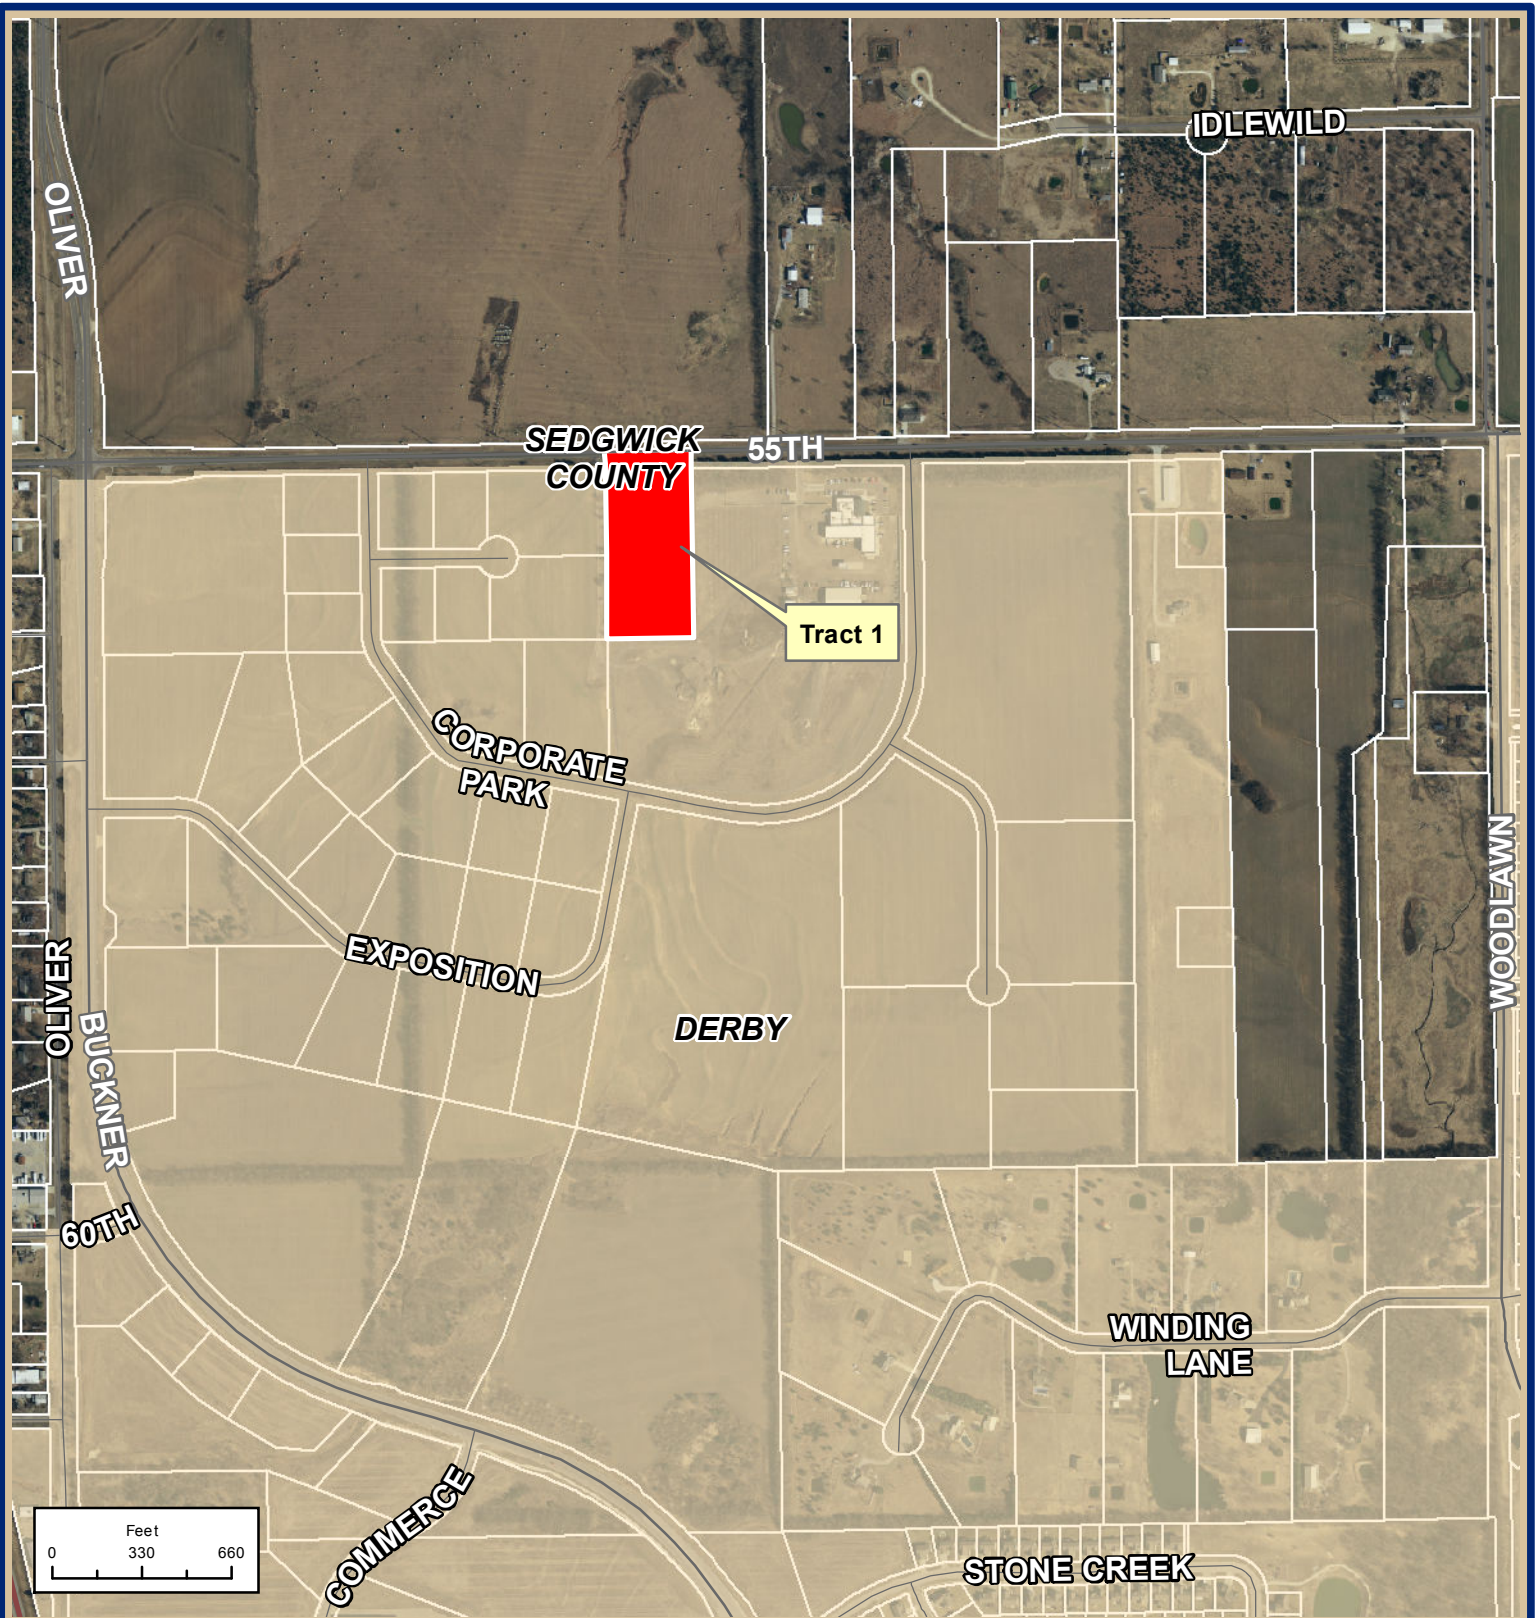 IDLEWILD
OLIVER
SEDGWICK
COUNTY
55TH
Tract 1
CORPORATE
PARK
WOODLAWN
EXPOSITION
OLIVER
DERBY
BUCKNER
60TH
WINDING
LANE
COMMERCE
STONE CREEK
Feet
0 330 660